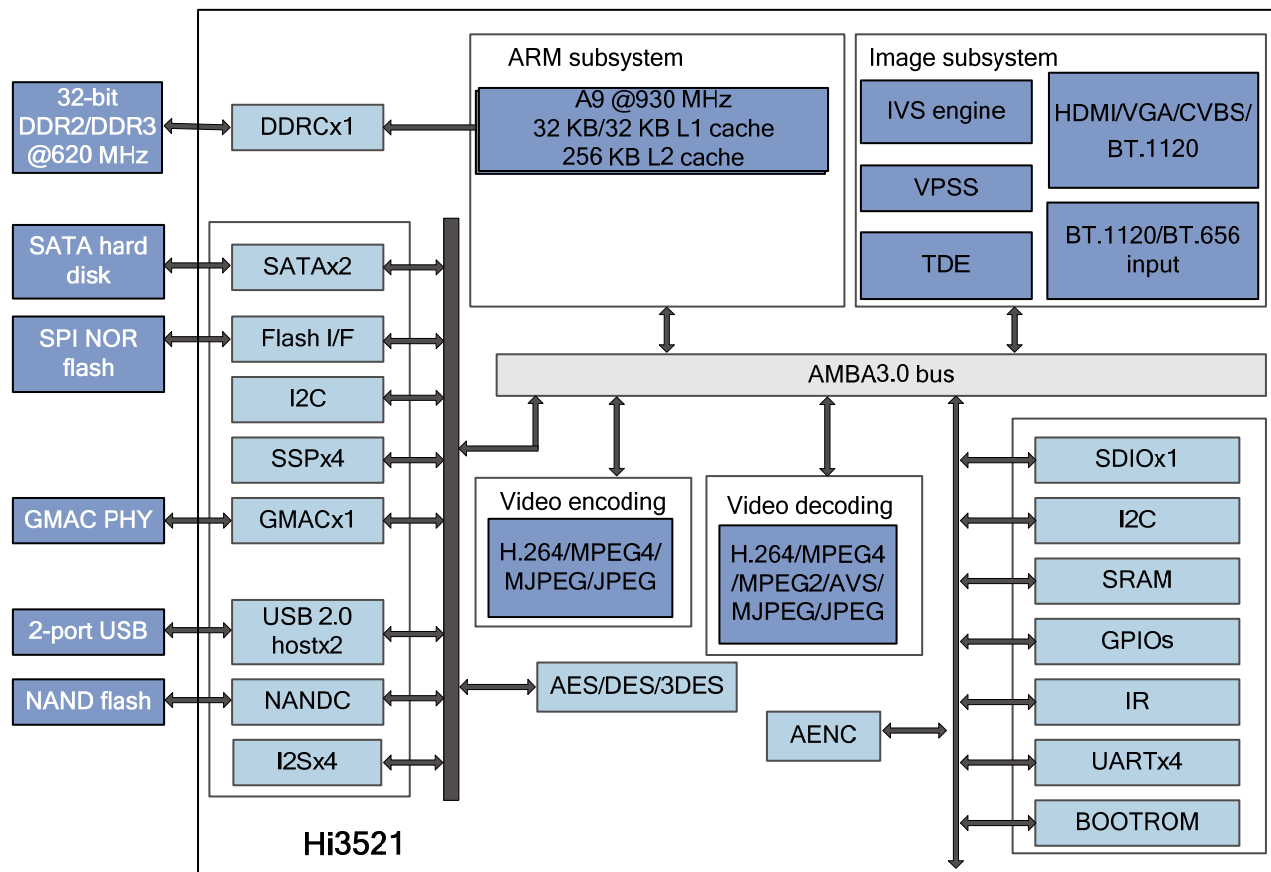 ARM subsystem
A9 @930 MHz
32 KB/32 KB L1 cache
256 KB L2 cache
Image subsystem
IVS engine
VPSS
TDE
HDMI/VGA/CVBS/
BT.1120
BT.1120/BT.656
input
32-bit
DDR2/DDR3
@620 MHz
DDRCx1
SATA hard
disk
SATAx2
SPI NOR
flash
Flash I/F
I2C
SSPx4
GMAC PHY
GMACx1
2-port USB
USB 2.0
hostx2
NAND flash
NANDC
I2Sx4
AMBA3.0 bus
Video encoding
H.264/MPEG4/
MJPEG/JPEG
Video decoding
H.264/MPEG4
/MPEG2/AVS/
MJPEG/JPEG
AES/DES/3DES
AENC
SDIOx1
I2C
SRAM
GPIOs
IR
UARTx4
BOOTROM
Hi3521